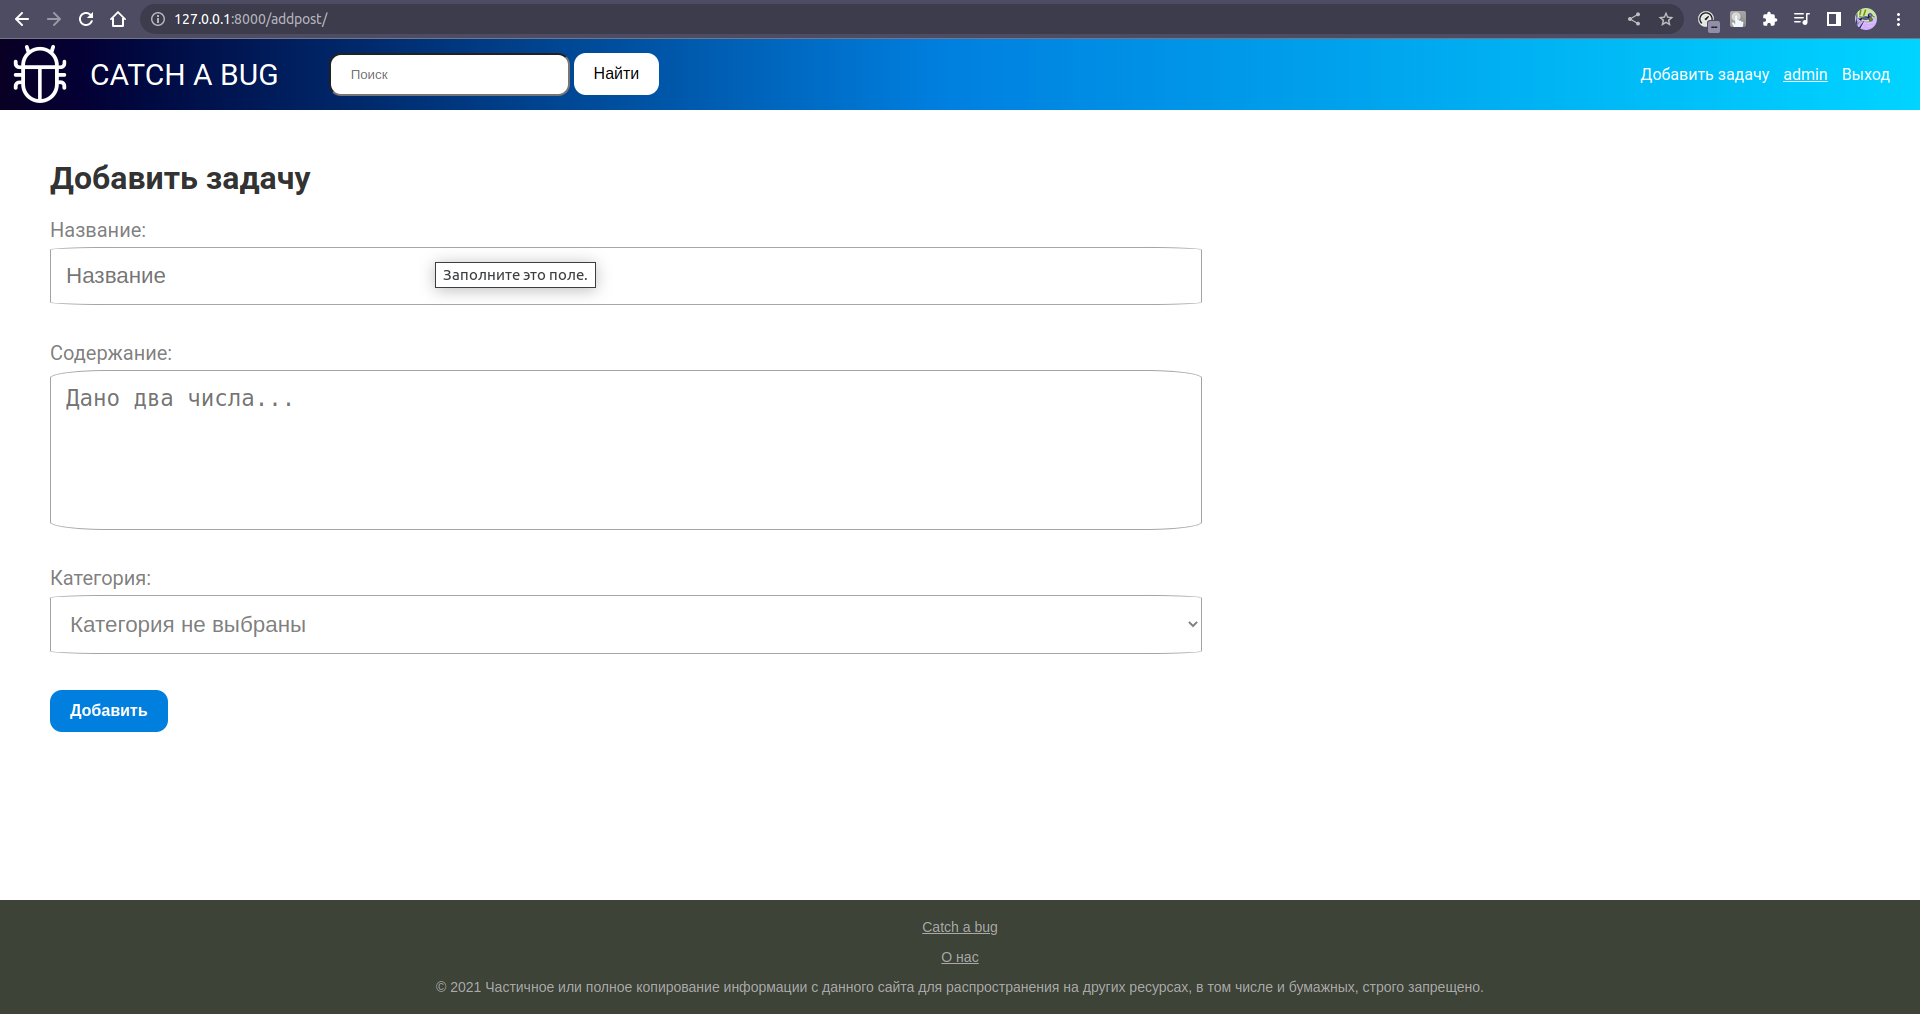 127.0.0.1:8000/addpost/
CATCH A BUG
Поиск
Найти
Добавить задачу admin Выход
Добавить задачу
Название:
Название
Заполните это поле.
Содержание:
Дано два числа...
Категория:
Категория не выбраны
Добавить
Catch a bug
О нас
© 2021 Частичное или полное копирование информации с данного сайта для распространения на других ресурсах, в том числе и бумажных, строго запрещено.